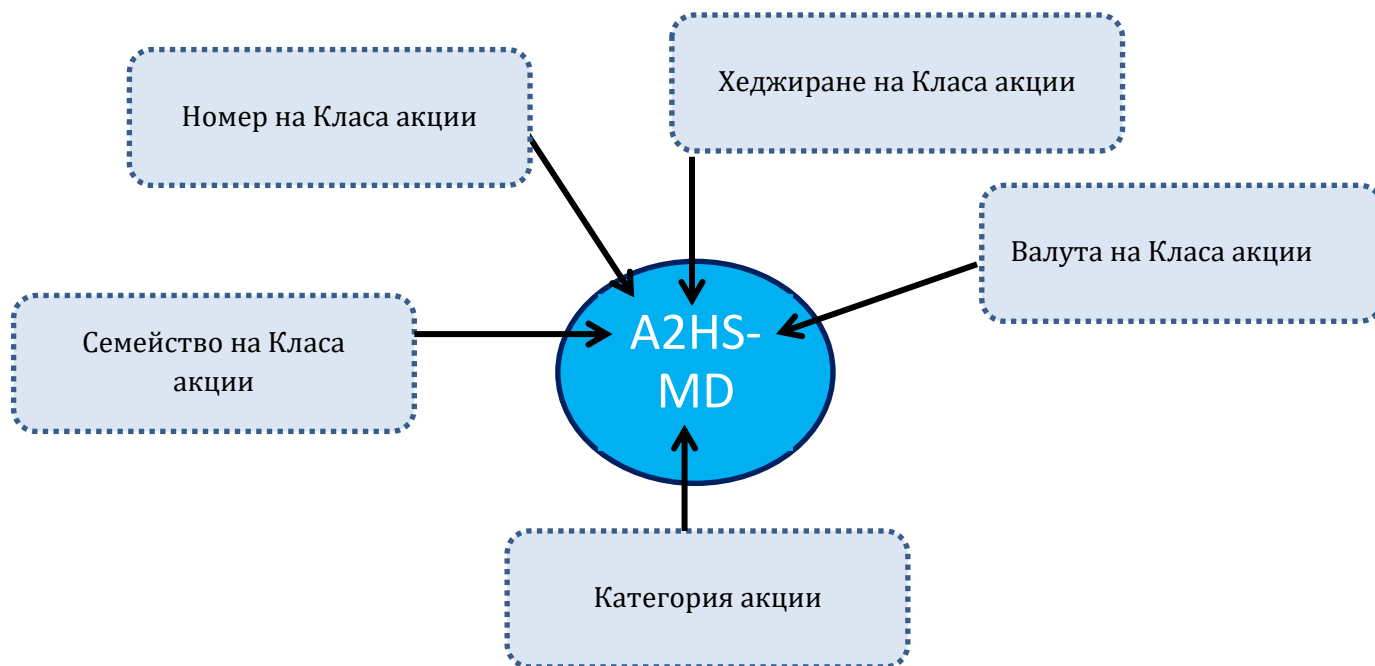 Хеджиране на Класа акции
Номер на Класа акции
Валута на Класа акции
Семейство на Класа
акции
A2HS-
MD
Категория акции